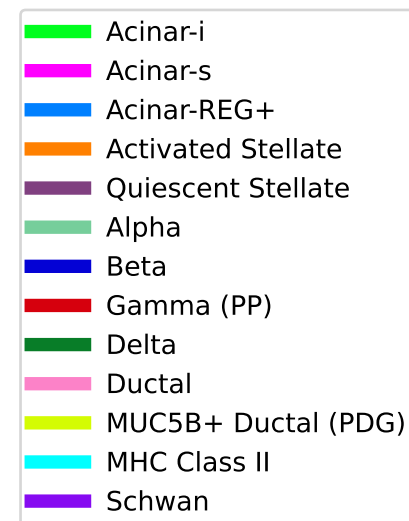 Acinar-i
Acinar-s
Acinar-REG+
Activated Stellate
Quiescent Stellate
Alpha
Beta
Gamma (PP)
Delta
Ductal
MUC5B+ Ductal (PDG)
MHC Class II
Schwan